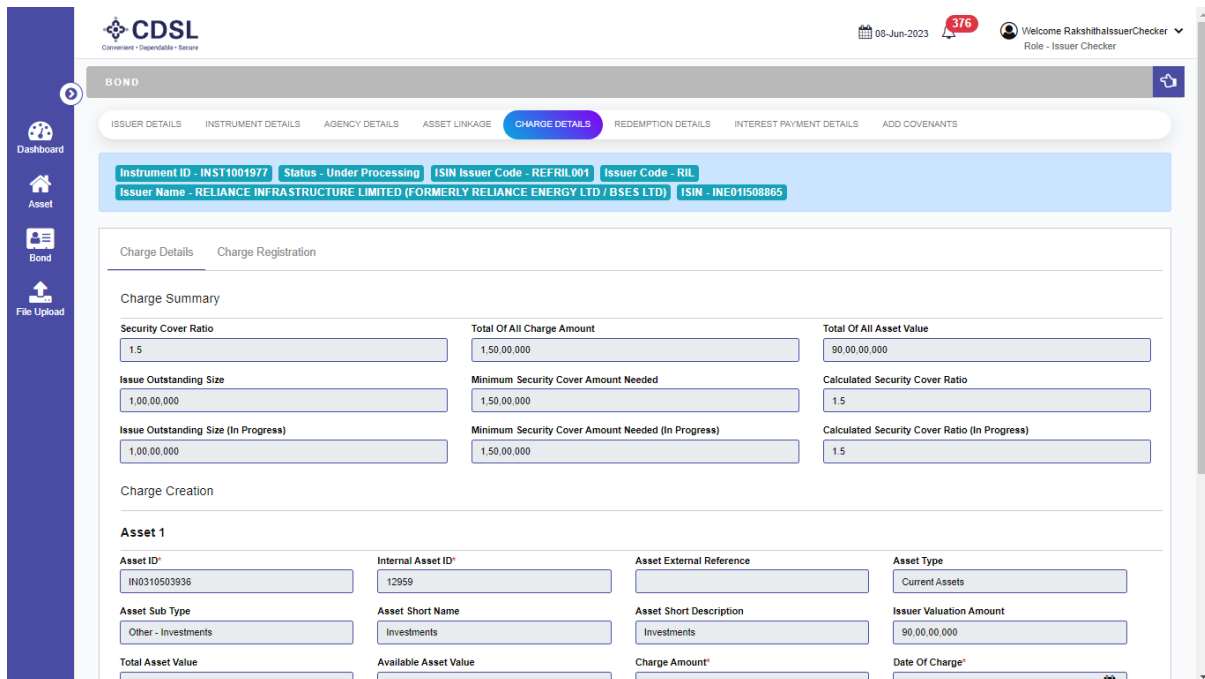 CDSL
Convenient • Dependable • Secure
08-Jun-2023
376
Welcome RakshithaIssuerChecker
Role - Issuer Checker
BOND
ISSUER DETAILS INSTRUMENT DETAILS AGENCY DETAILS ASSET LINKAGE CHARGE DETAILS REDEMPTION DETAILS INTEREST PAYMENT DETAILS ADD COVENANTS
Dashboard
Asset
Bond
File Upload
Instrument ID - INST1001977 Status - Under Processing ISIN Issuer Code - REFRIL001 Issuer Code - RIL
Issuer Name - RELIANCE INFRASTRUCTURE LIMITED (FORMERLY RELIANCE ENERGY LTD / BSES LTD) ISIN - INE01I508865
Charge Details Charge Registration
Charge Summary
Security Cover Ratio Total Of All Charge Amount Total Of All Asset Value
1.5 1,50,00,000 90,00,00,000
Issue Outstanding Size Minimum Security Cover Amount Needed Calculated Security Cover Ratio
1,00,00,000 1,50,00,000 1.5
Issue Outstanding Size (In Progress) Minimum Security Cover Amount Needed (In Progress) Calculated Security Cover Ratio (In Progress)
1,00,00,000 1,50,00,000 1.5
Charge Creation
Asset 1
Asset ID* Internal Asset ID* Asset External Reference Asset Type
IN0310503936 12959 Current Assets
Asset Sub Type Asset Short Name Asset Short Description Issuer Valuation Amount
Other - Investments Investments Investments 90,00,00,000
Total Asset Value Available Asset Value Charge Amount* Date Of Charge*